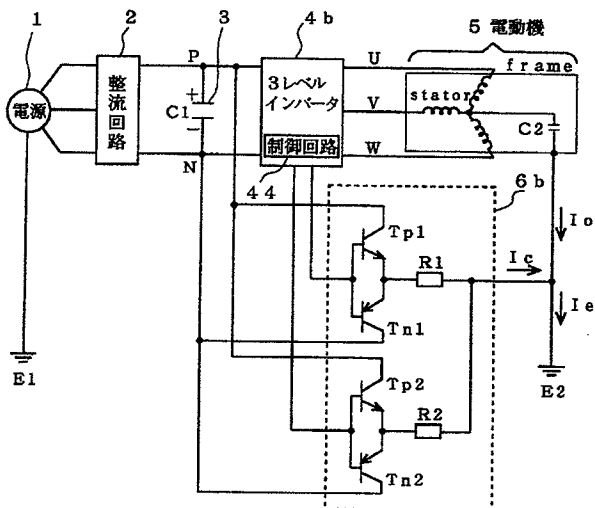 1
電源
2
整流回路
P
N
3
+
C1
−
4b
3レベル
インバータ
制御回路
44
U
V
W
5 電動機
frame
stator
C2
6b
Tp1
Tn1
R1
Ic
Io
Ie
Tp2
Tn2
R2
E1
E2